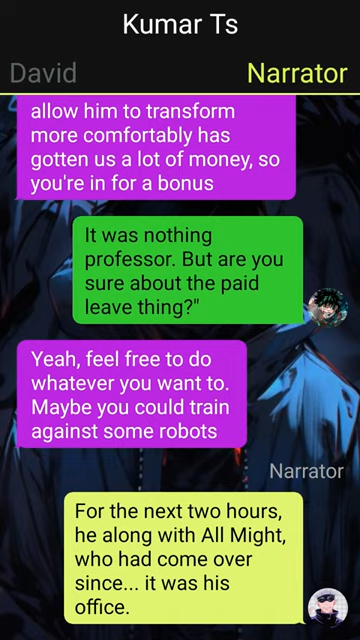 Kumar Ts
David
Narrator
allow him to transform
more comfortably has
gotten us a lot of money, so
you're in for a bonus
It was nothing
professor. But are you
sure about the paid
leave thing?"
Yeah, feel free to do
whatever you want to.
Maybe you could train
against some robots
Narrator
For the next two hours,
he along with All Might,
who had come over
since... it was his
office.